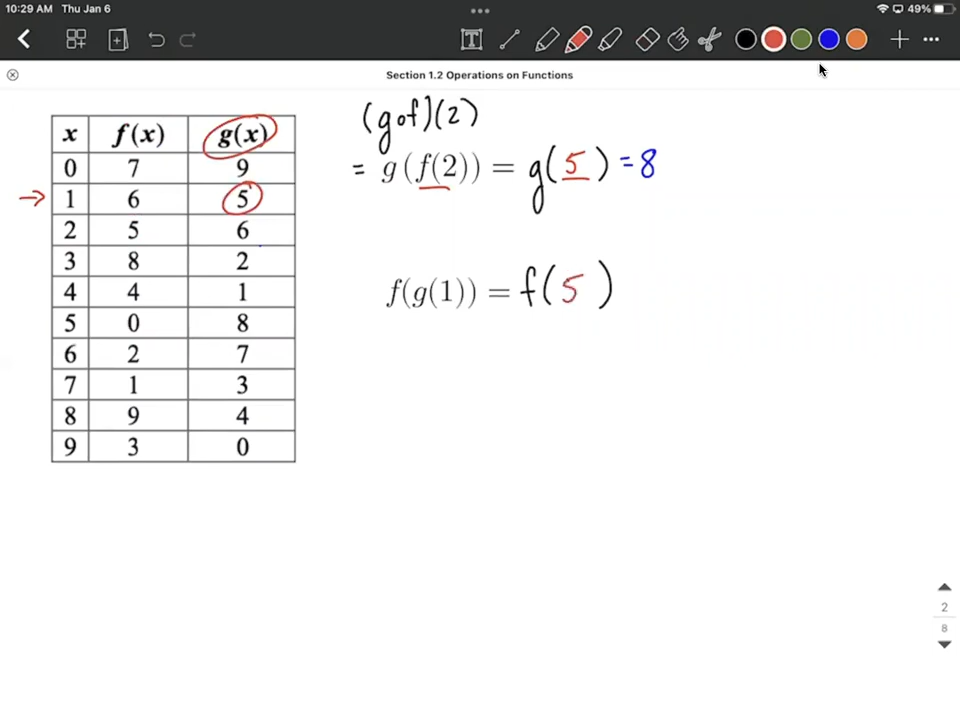 10:29 AM Thu Jan 6
49%
Section 1.2 Operations on Functions
x f(x) g(x)
0 7 9
→ 1 6 5
2 5 6
3 8 2
4 4 1
5 0 8
6 2 7
7 1 3
8 9 4
9 3 0
(gof)(2)
= g(f(2)) = g(5) = 8
f(g(1)) = f(5)
2
8